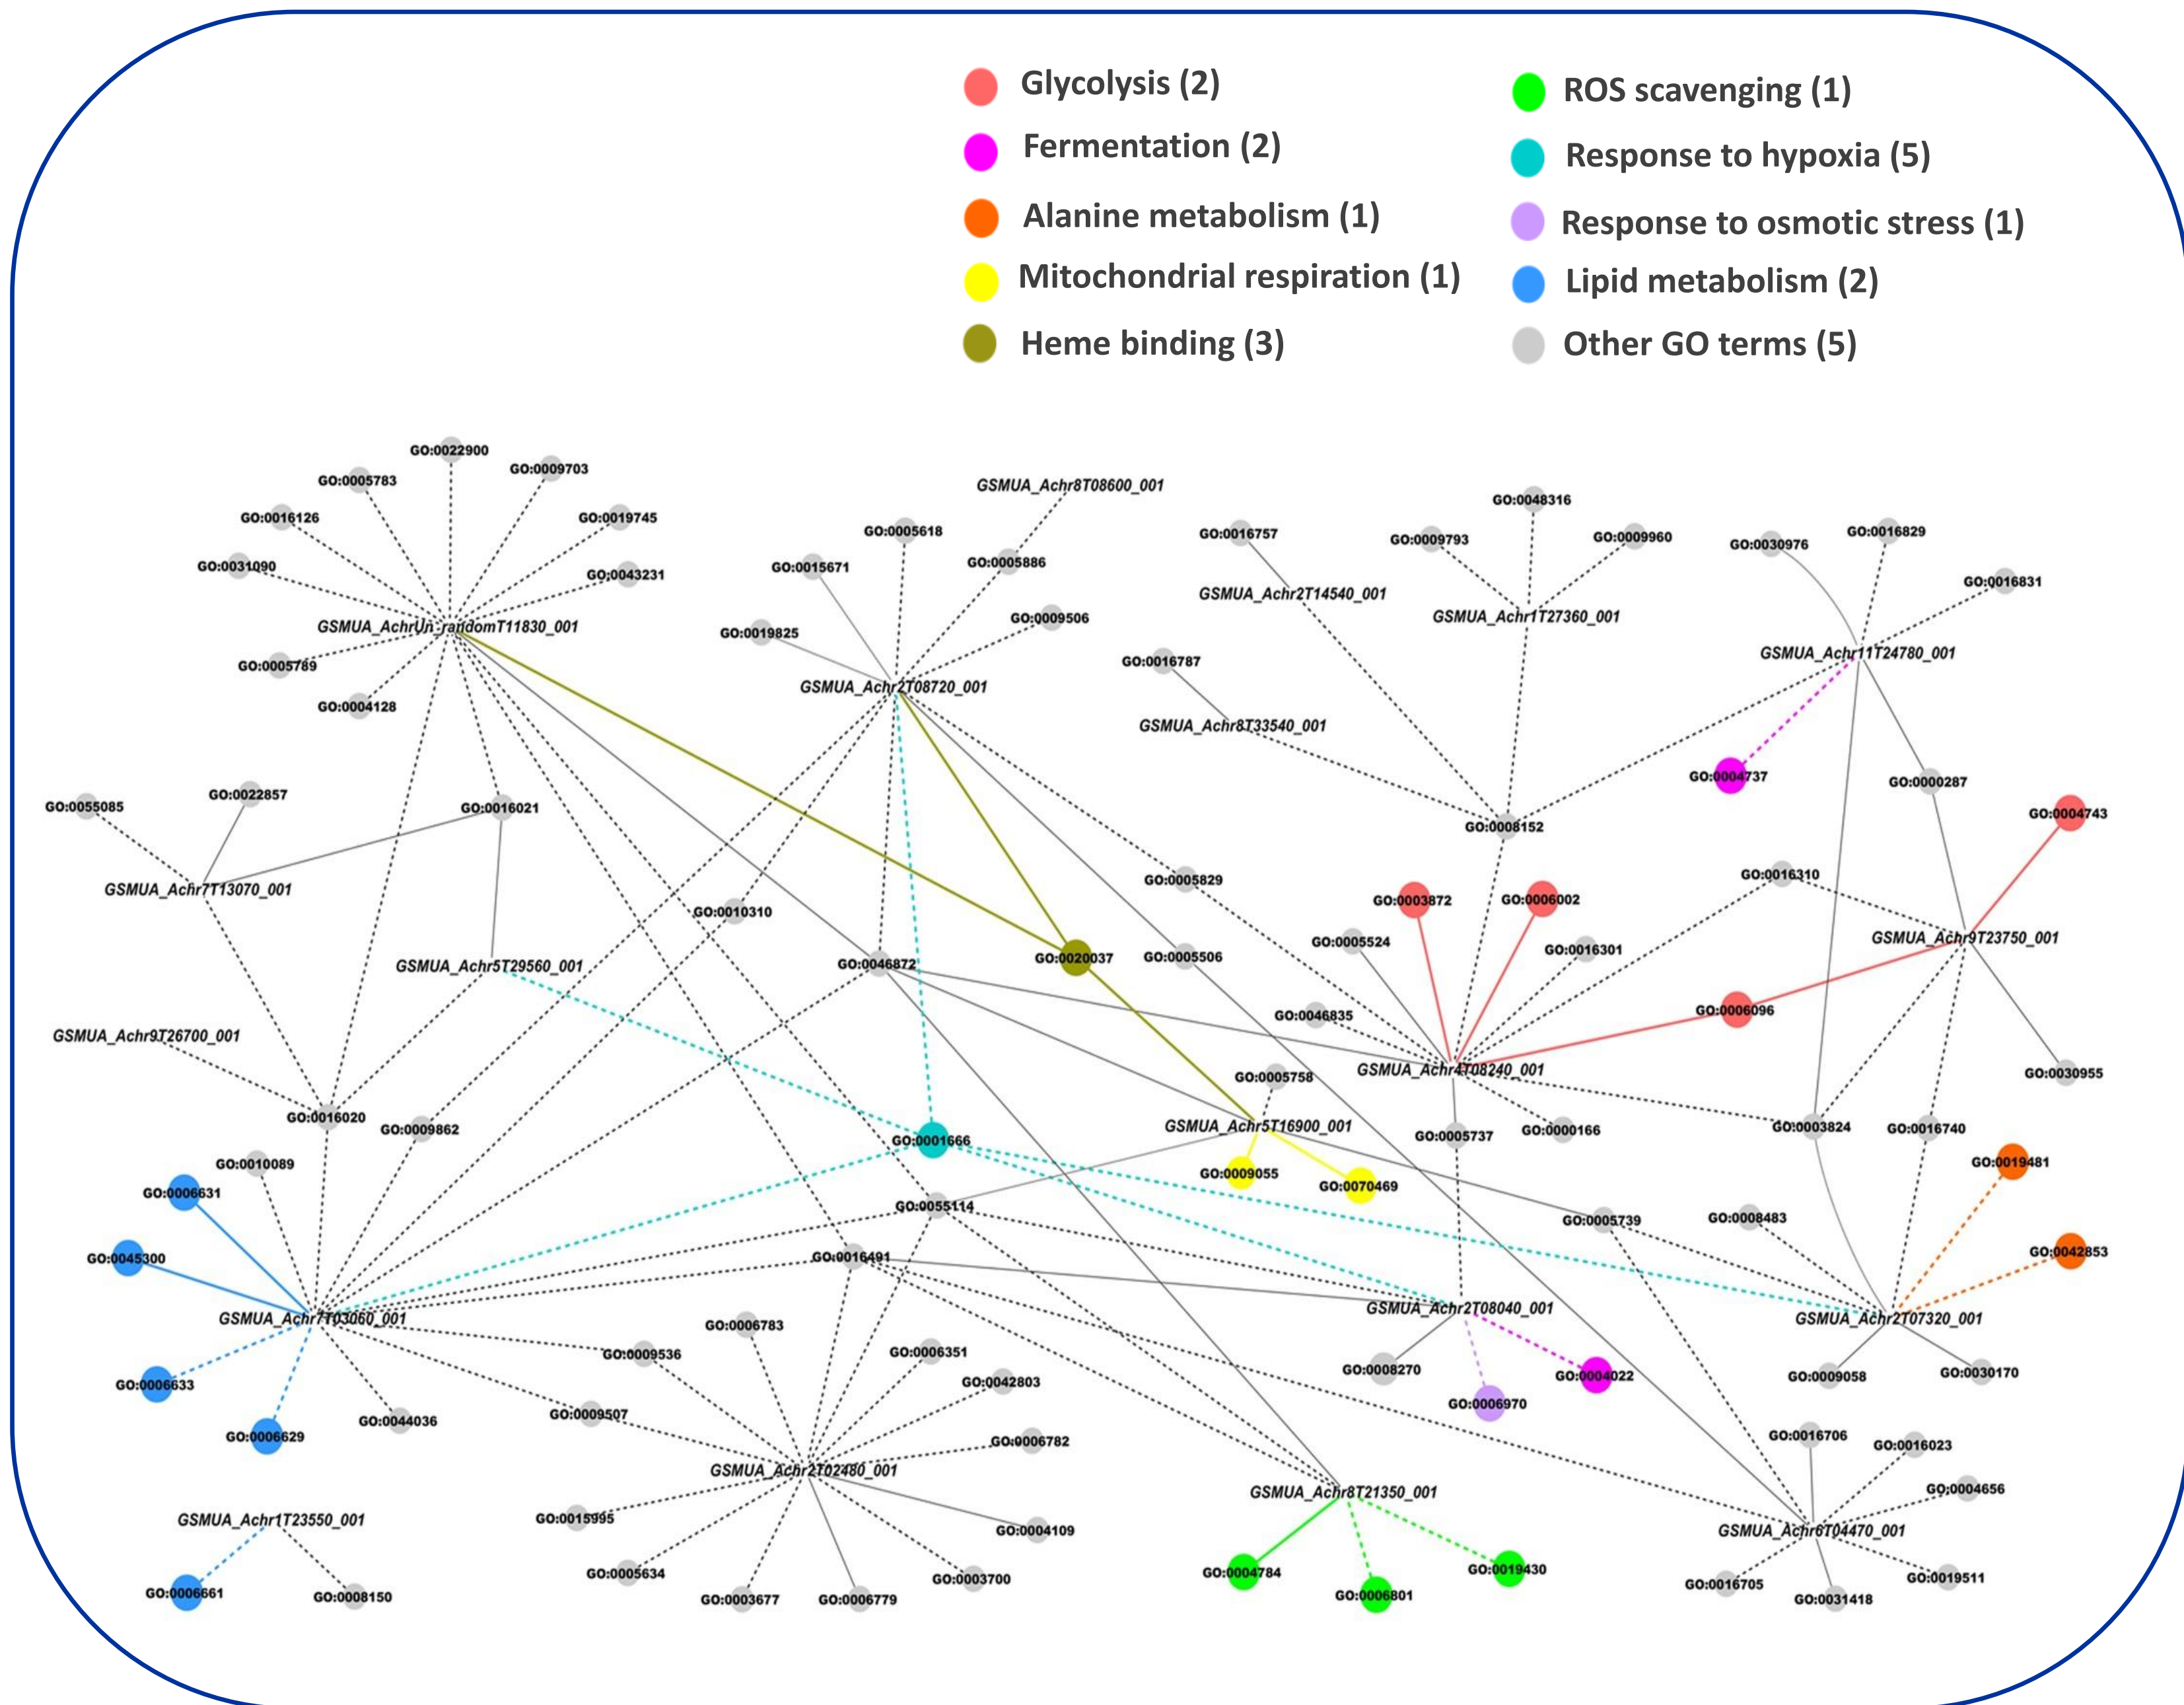 Glycolysis (2)
ROS scavenging (1)
Fermentation (2)
Response to hypoxia (5)
Alanine metabolism (1)
Response to osmotic stress (1)
Mitochondrial respiration (1)
Lipid metabolism (2)
Heme binding (3)
Other GO terms (5)
GO:0022900
GO:0009703
GO:0005783
GSMUA_Achr8T08600_001
GO:0048316
GO:0016126
GO:0019745
GO:0005618
GO:0016757
GO:0009793
GO:0009960
GO:0030976
GO:0016829
GO:0031090
GO:0043231
GO:0015671
GO:0005886
GO:0016831
GSMUA_Achr2T14540_001
GSMUA_AchrUn_randomT11830_001
GO:0019825
GO:0009506
GSMUA_Achr1T27360_001
GO:0005789
GO:0016787
GSMUA_Achr11T24780_001
GO:0004128
GSMUA_Achr2T08720_001
GSMUA_Achr8T33540_001
GO:0004737
GO:0000287
GO:0055085
GO:0022857
GO:0016021
GO:0008152
GO:0004743
GSMUA_Achr7T13070_001
GO:0005829
GO:0016310
GO:0010310
GO:0003872
GO:0006002
GSMUA_Achr5T29560_001
GO:0046872
GO:0020037
GO:0005506
GO:0005524
GO:0016301
GSMUA_Achr9T23750_001
GSMUA_Achr9T26700_001
GO:0046835
GO:0006096
GO:0005758
GSMUA_Achr4T08240_001
GO:0030955
GO:0016020
GO:0009862
GO:0001666
GSMUA_Achr5T16900_001
GO:0005737
GO:0000166
GO:0003824
GO:0016740
GO:0010089
GO:0006631
GO:0009055
GO:0070469
GO:0019481
GO:0055114
GO:0005739
GO:0008483
GO:0045300
GO:0016491
GO:0042853
GSMUA_Achr7T03060_001
GO:0006783
GSMUA_Achr2T08040_001
GSMUA_Achr2T07320_001
GO:0009536
GO:0006351
GO:0006633
GO:0042803
GO:0008270
GO:0004022
GO:0009058
GO:0030170
GO:0044036
GO:0009507
GO:0006970
GO:0006629
GO:0006782
GO:0016706
GO:0016023
GSMUA_Achr2T02480_001
GSMUA_Achr8T21350_001
GO:0004656
GSMUA_Achr1T23550_001
GO:0015995
GO:0004109
GSMUA_Achr6T04470_001
GO:0006661
GO:0008150
GO:0005634
GO:0003677
GO:0006779
GO:0003700
GO:0004784
GO:0006801
GO:0019430
GO:0016705
GO:0031418
GO:0019511